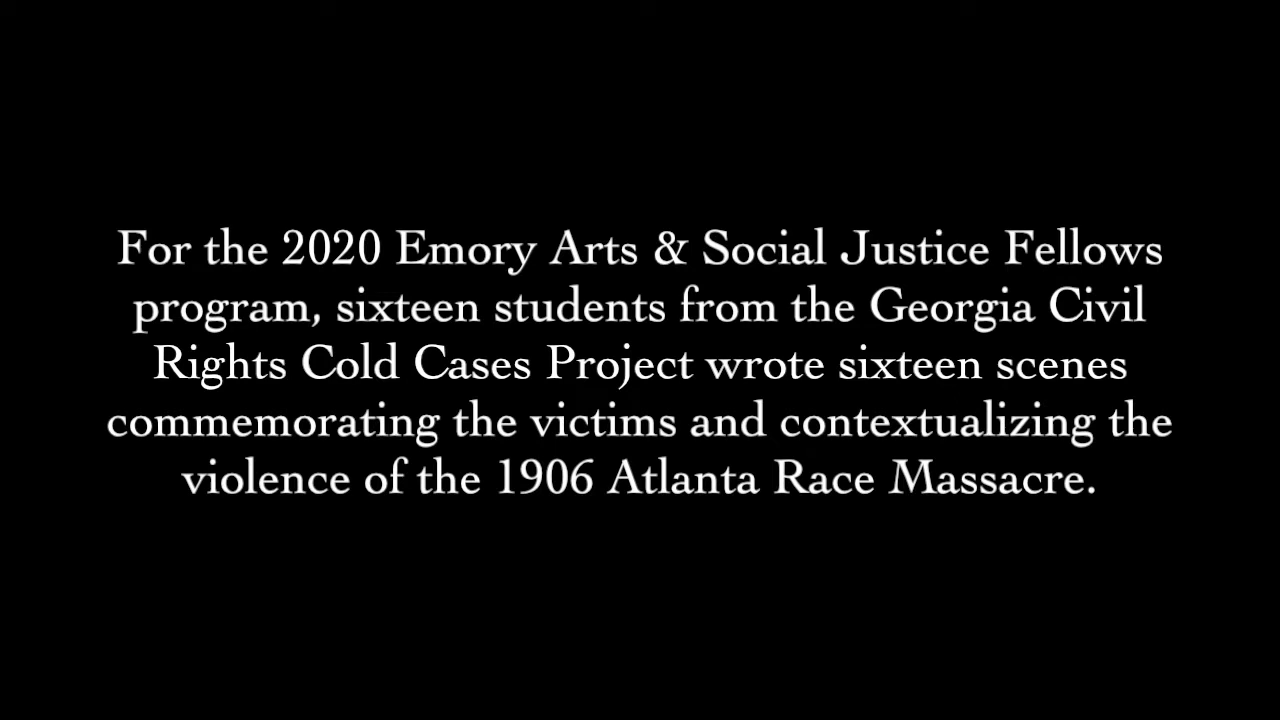 For the 2020 Emory Arts & Social Justice Fellows
program, sixteen students from the Georgia Civil
Rights Cold Cases Project wrote sixteen scenes
commemorating the victims and contextualizing the
violence of the 1906 Atlanta Race Massacre.